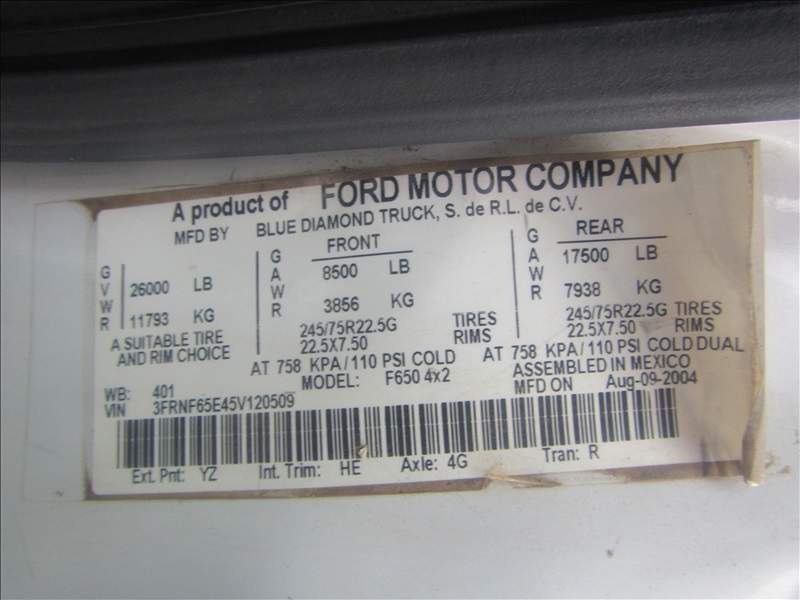 A product of FORD MOTOR COMPANY
MFD BY BLUE DIAMOND TRUCK, S. de R.L. de C.V.
GVWR 26000 LB
11793 KG
A SUITABLE TIRE
AND RIM CHOICE
FRONT
GAWR 8500 LB
3856 KG
245/75R22.5G TIRES
22.5X7.50 RIMS
AT 758 KPA/110 PSI COLD
REAR
GAWR 17500 LB
7938 KG
245/75R22.5G TIRES
22.5X7.50 RIMS
AT 758 KPA/110 PSI COLD DUAL
MODEL: F650 4x2
ASSEMBLED IN MEXICO
WB: 401
MFD ON Aug-09-2004
VIN 3FRNF65E45V120509
Ext. Pnt: YZ Int. Trim: HE Axle: 4G Tran: R